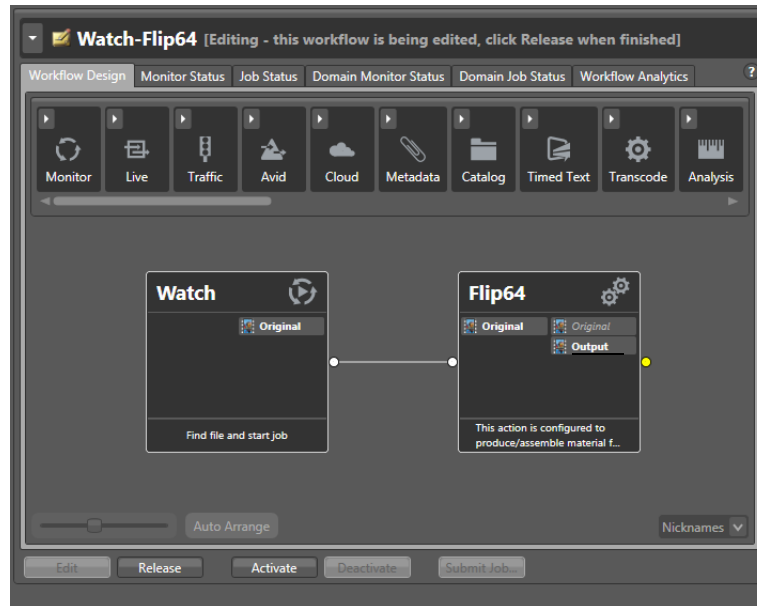 Watch-Flip64 [Editing - this workflow is being edited, click Release when finished]
Workflow Design Monitor Status Job Status Domain Monitor Status Domain Job Status Workflow Analytics ?
Monitor Live Traffic Avid Cloud Metadata Catalog Timed Text Transcode Analysis
Watch
Original
Find file and start job
Flip64
Original Original
Output
This action is configured to
produce/assemble material f...
Auto Arrange
Nicknames
Edit Release Activate Deactivate Submit Job...